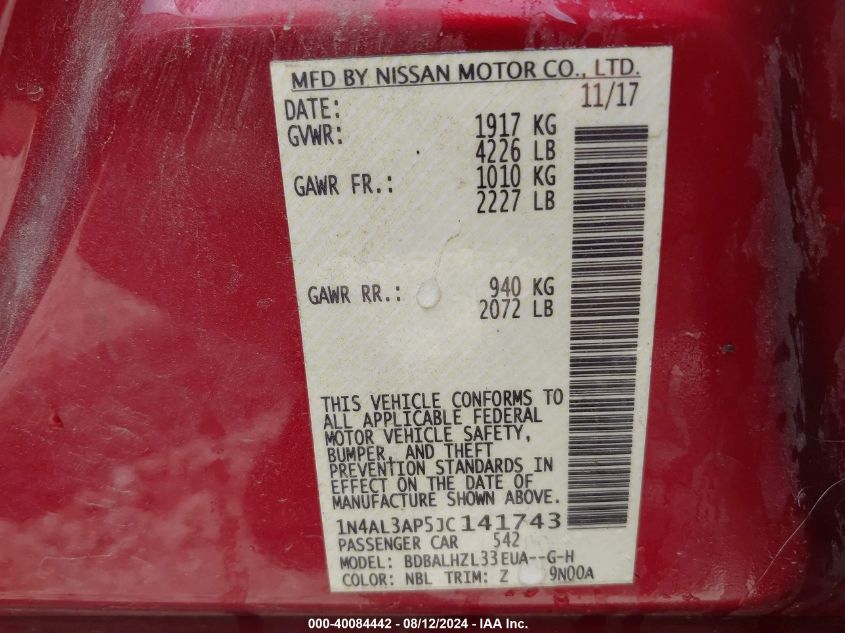 MFD BY NISSAN MOTOR CO., LTD.
DATE: 11/17
GVWR: 1917 KG
4226 LB
GAWR FR.: 1010 KG
2227 LB
GAWR RR.: 940 KG
2072 LB
THIS VEHICLE CONFORMS TO
ALL APPLICABLE FEDERAL
MOTOR VEHICLE SAFETY,
BUMPER, AND THEFT
PREVENTION STANDARDS IN
EFFECT ON THE DATE OF
MANUFACTURE SHOWN ABOVE.
1N4AL3AP5JC141743
PASSENGER CAR 542
MODEL: BDBALHZL33EUA--G-H
COLOR: NBL TRIM: Z 9N00A
000-40084442 - 08/12/2024 - IAA Inc.